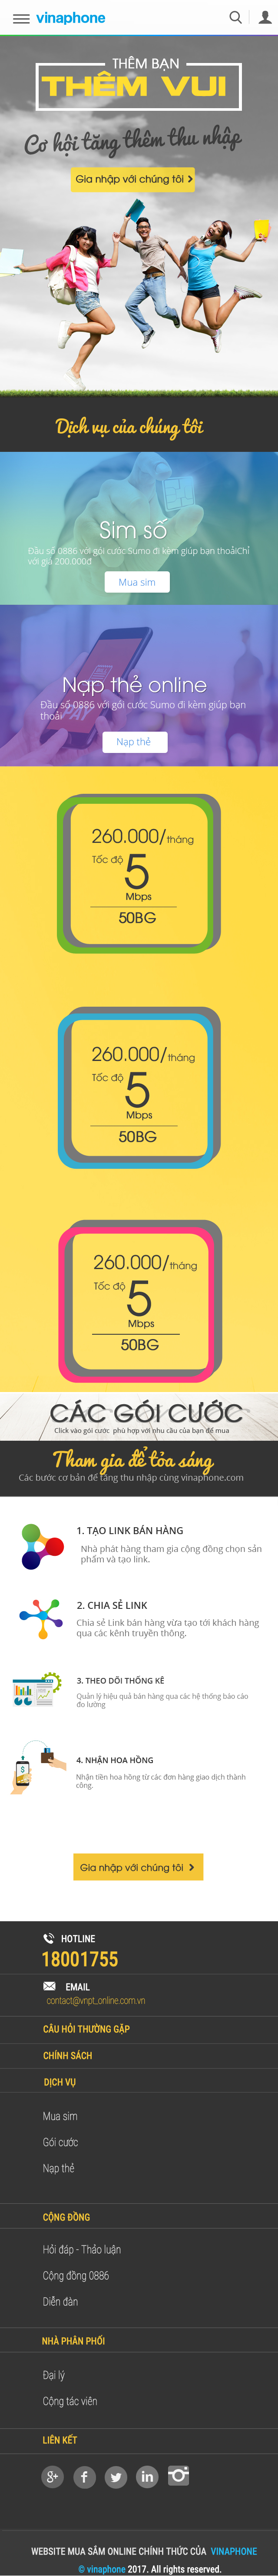 vinaphone
THÊM BẠN
THÊM VUI
Cơ hội tăng thêm thu nhập
Gia nhập với chúng tôi
Dịch vụ của chúng tôi
Sim số
Đầu số 0886 với gói cước Sumo đi kèm giúp bạn thoảiChỉ
với giá 200.000đ
Mua sim
Nạp thẻ online
Đầu số 0886 với gói cước Sumo đi kèm giúp bạn
thoải
Nạp thẻ
260.000/tháng
Tốc độ
5
Mbps
50BG
260.000/tháng
Tốc độ
5
Mbps
50BG
260.000/tháng
Tốc độ
5
Mbps
50BG
CÁC GÓI CƯỚC
Click vào gói cước phù hợp với nhu cầu của bạn để mua
Tham gia để tỏa sáng
Các bước cơ bản để tăng thu nhập cùng vinaphone.com
1. TẠO LINK BÁN HÀNG
Nhà phát hàng tham gia cộng đồng chọn sản
phẩm và tạo link.
2. CHIA SẺ LINK
Chia sẻ Link bán hàng vừa tạo tới khách hàng
qua các kênh truyền thông.
3. THEO DÕI THỐNG KÊ
Quản lý hiệu quả bán hàng qua các hệ thống báo cáo
đo lường
4. NHẬN HOA HỒNG
Nhận tiền hoa hồng từ các đơn hàng giao dịch thành
công.
Gia nhập với chúng tôi
HOTLINE
18001755
EMAIL
contact@vnpt_online.com.vn
CÂU HỎI THƯỜNG GẶP
CHÍNH SÁCH
DỊCH VỤ
Mua sim
Gói cước
Nạp thẻ
CỘNG ĐỒNG
Hỏi đáp - Thảo luận
Cộng đồng 0886
Diễn đàn
NHÀ PHÂN PHỐI
Đại lý
Cộng tác viên
LIÊN KẾT
WEBSITE MUA SẮM ONLINE CHÍNH THỨC CỦA VINAPHONE
© vinaphone 2017. All rights reserved.